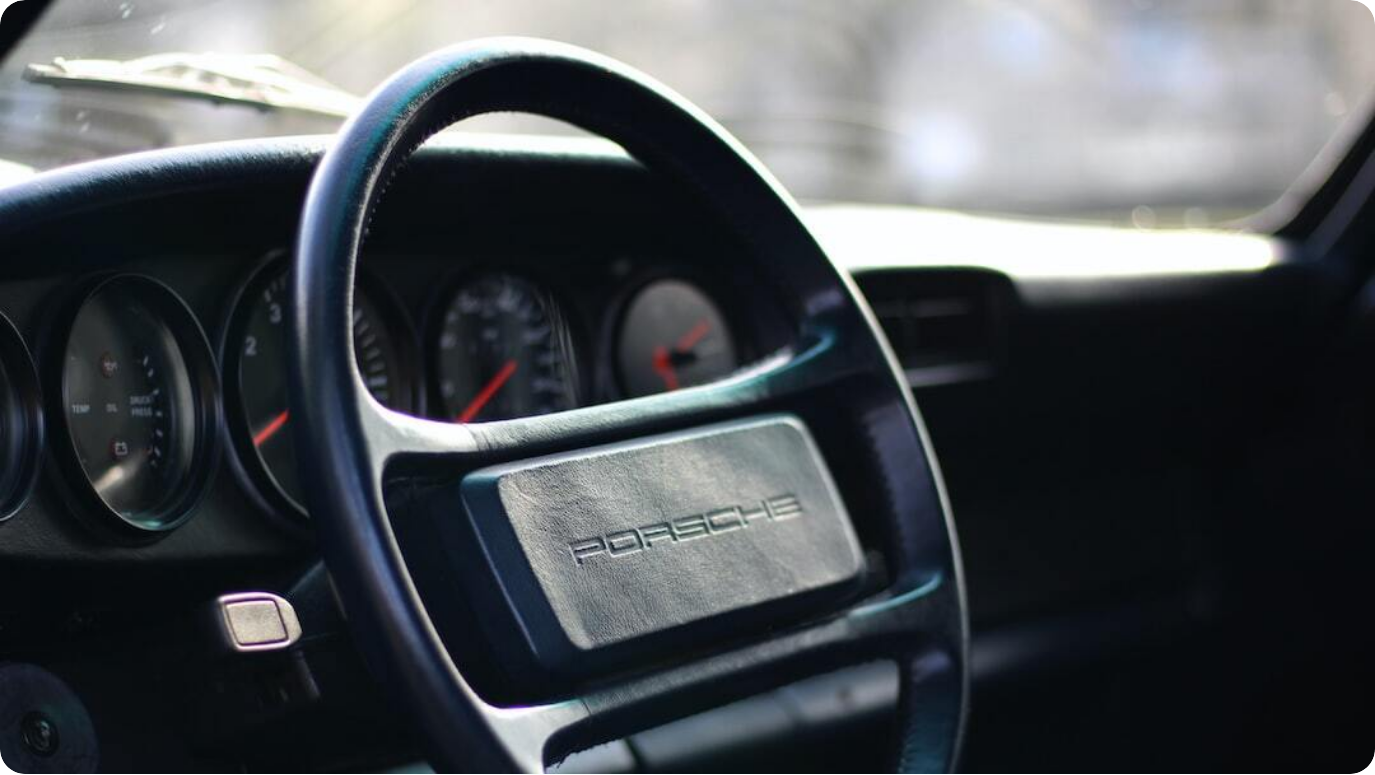 3
2
TEMP
OIL
DRUCK
PRESS
PORSCHE